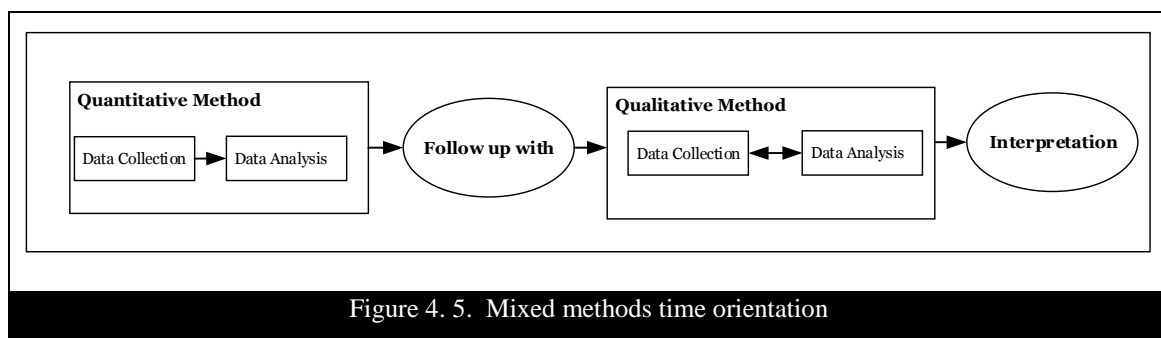 Quantitative Method
Data Collection
Data Analysis
Follow up with
Qualitative Method
Data Collection
Data Analysis
Interpretation
Figure 4. 5.  Mixed methods time orientation